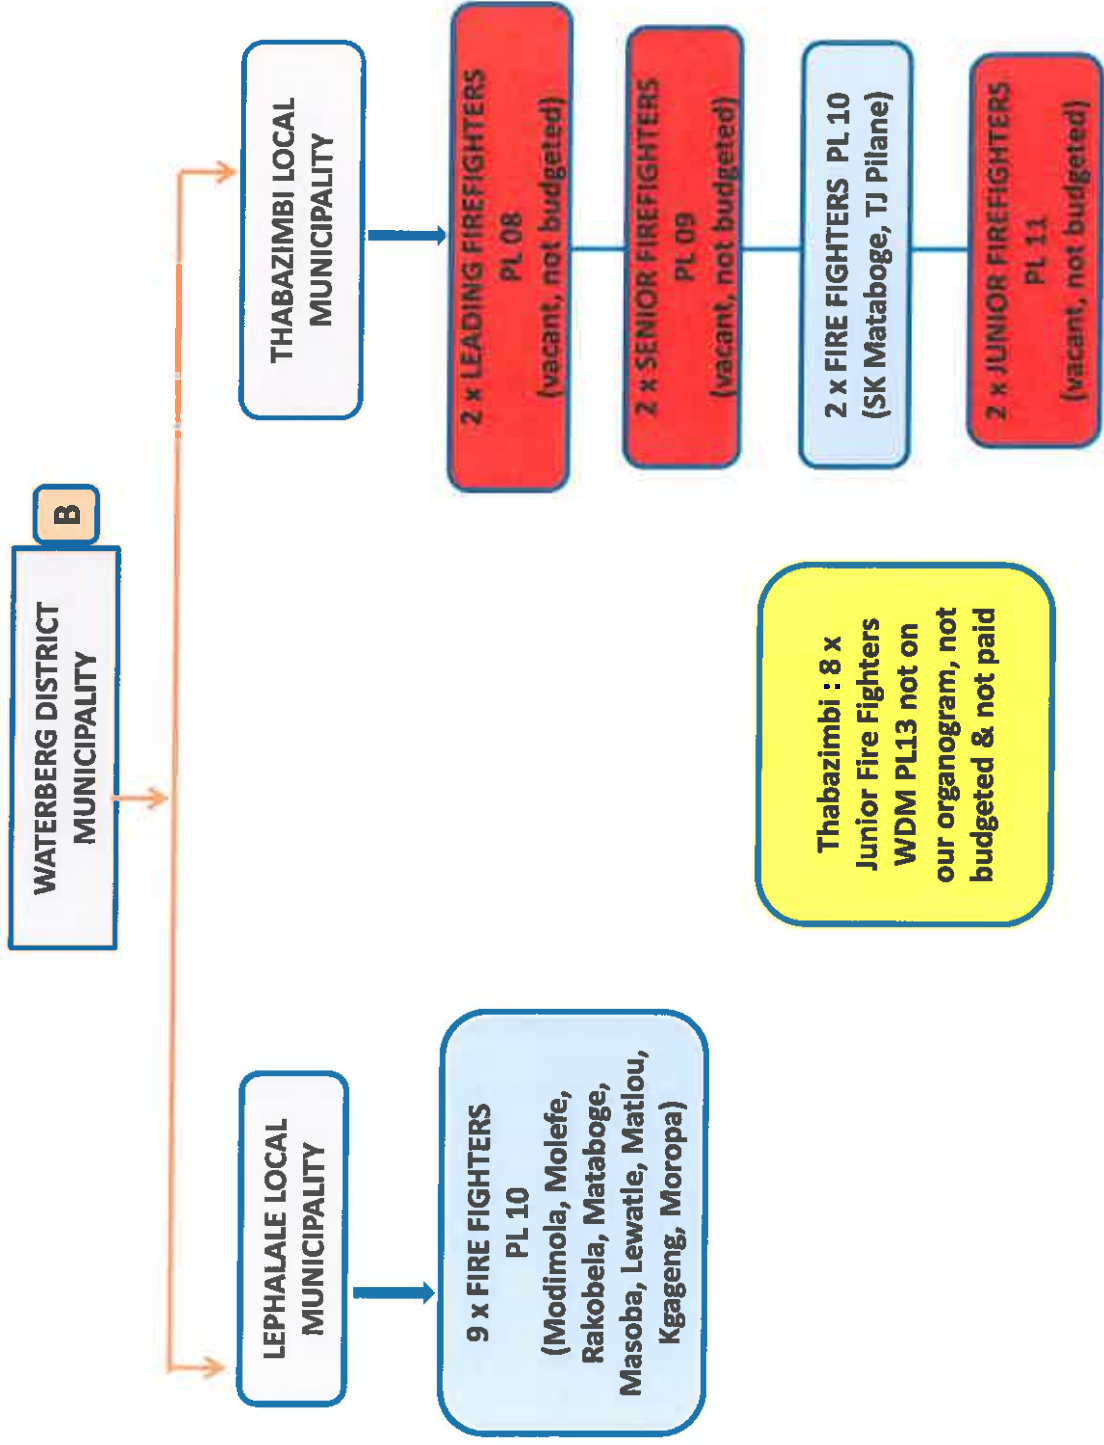 WATERBERG DISTRICT
MUNICIPALITY
B
LEPHALALE LOCAL
MUNICIPALITY
9 x FIRE FIGHTERS
PL 10
(Modimola, Molefe,
Rakobela, Mataboge,
Masoba, Lewatle, Matlou,
Kgageng, Moropa)
THABAZIMBI LOCAL
MUNICIPALITY
2 x LEADING FIREFIGHTERS
PL 08
(vacant, not budgeted)
2 x SENIOR FIREFIGHTERS
PL 09
(vacant, not budgeted)
2 x FIRE FIGHTERS PL 10
(SK Mataboge, TJ Pilane)
2 x JUNIOR FIREFIGHTERS
PL 11
(vacant, not budgeted)
Thabazimbi : 8 x
Junior Fire Fighters
WDM PL13 not on
our organogram, not
budgeted & not paid